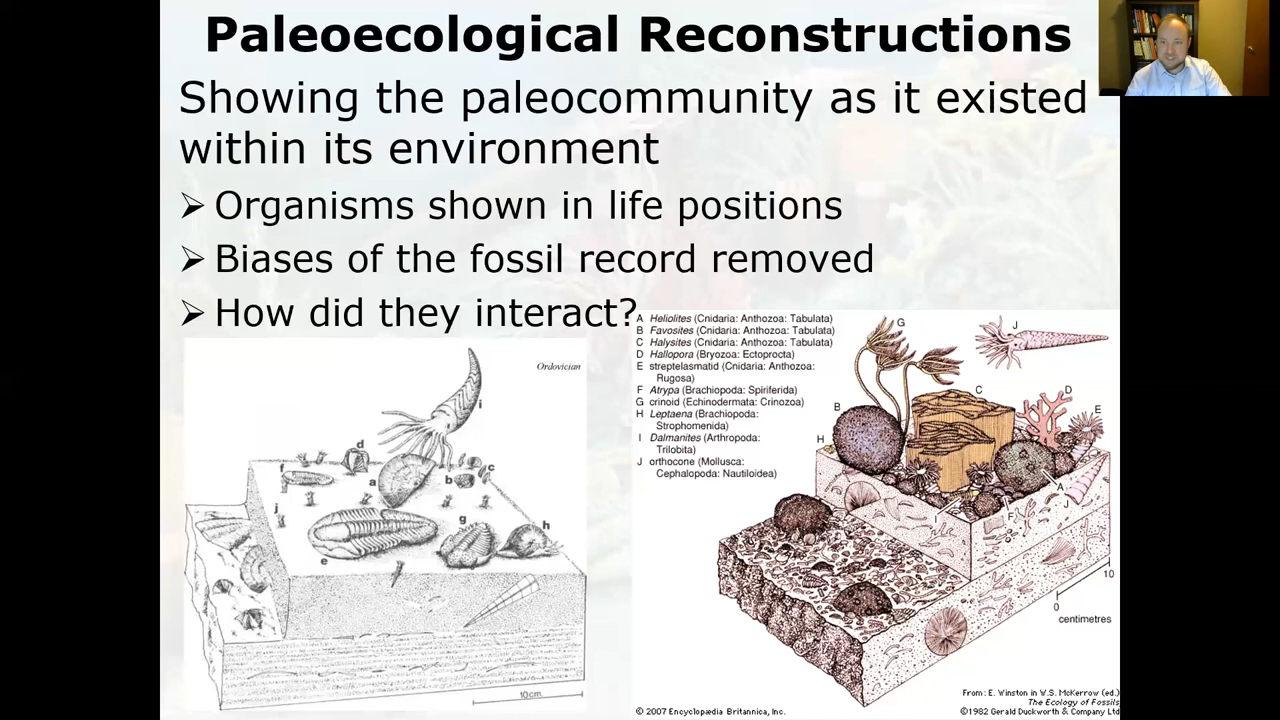 Paleoecological Reconstructions
Showing the paleocommunity as it existed
within its environment
➢ Organisms shown in life positions
➢ Biases of the fossil record removed
➢ How did they interact?
Ordovician
i
d
f
c
a
b
j
g
h
e
10cm.
A Heliolites (Cnidaria: Anthozoa: Tabulata)
B Favosites (Cnidaria: Anthozoa: Tabulata)
C Halysites (Cnidaria: Anthozoa: Tabulata)
D Hallopora (Bryozoa: Ectoprocta)
E streptelasmatid (Cnidaria: Anthozoa:
Rugosa)
F Atrypa (Brachiopoda: Spiriferida)
G crinoid (Echinodermata: Crinozoa)
H Leptaena (Brachiopoda:
Strophomenida)
I Dalmanites (Arthropoda:
Trilobita)
J orthocone (Mollusca:
Cephalopoda: Nautiloidea)
G
J
C
D
B
E
H
A
I
F
J
10
0
centimetres
From: E. Winston in W.S. McKerrow (ed.)
The Ecology of Fossils
© 2007 Encyclopædia Britannica, Inc.
©1982 Gerald Duckworth & Company Ltd